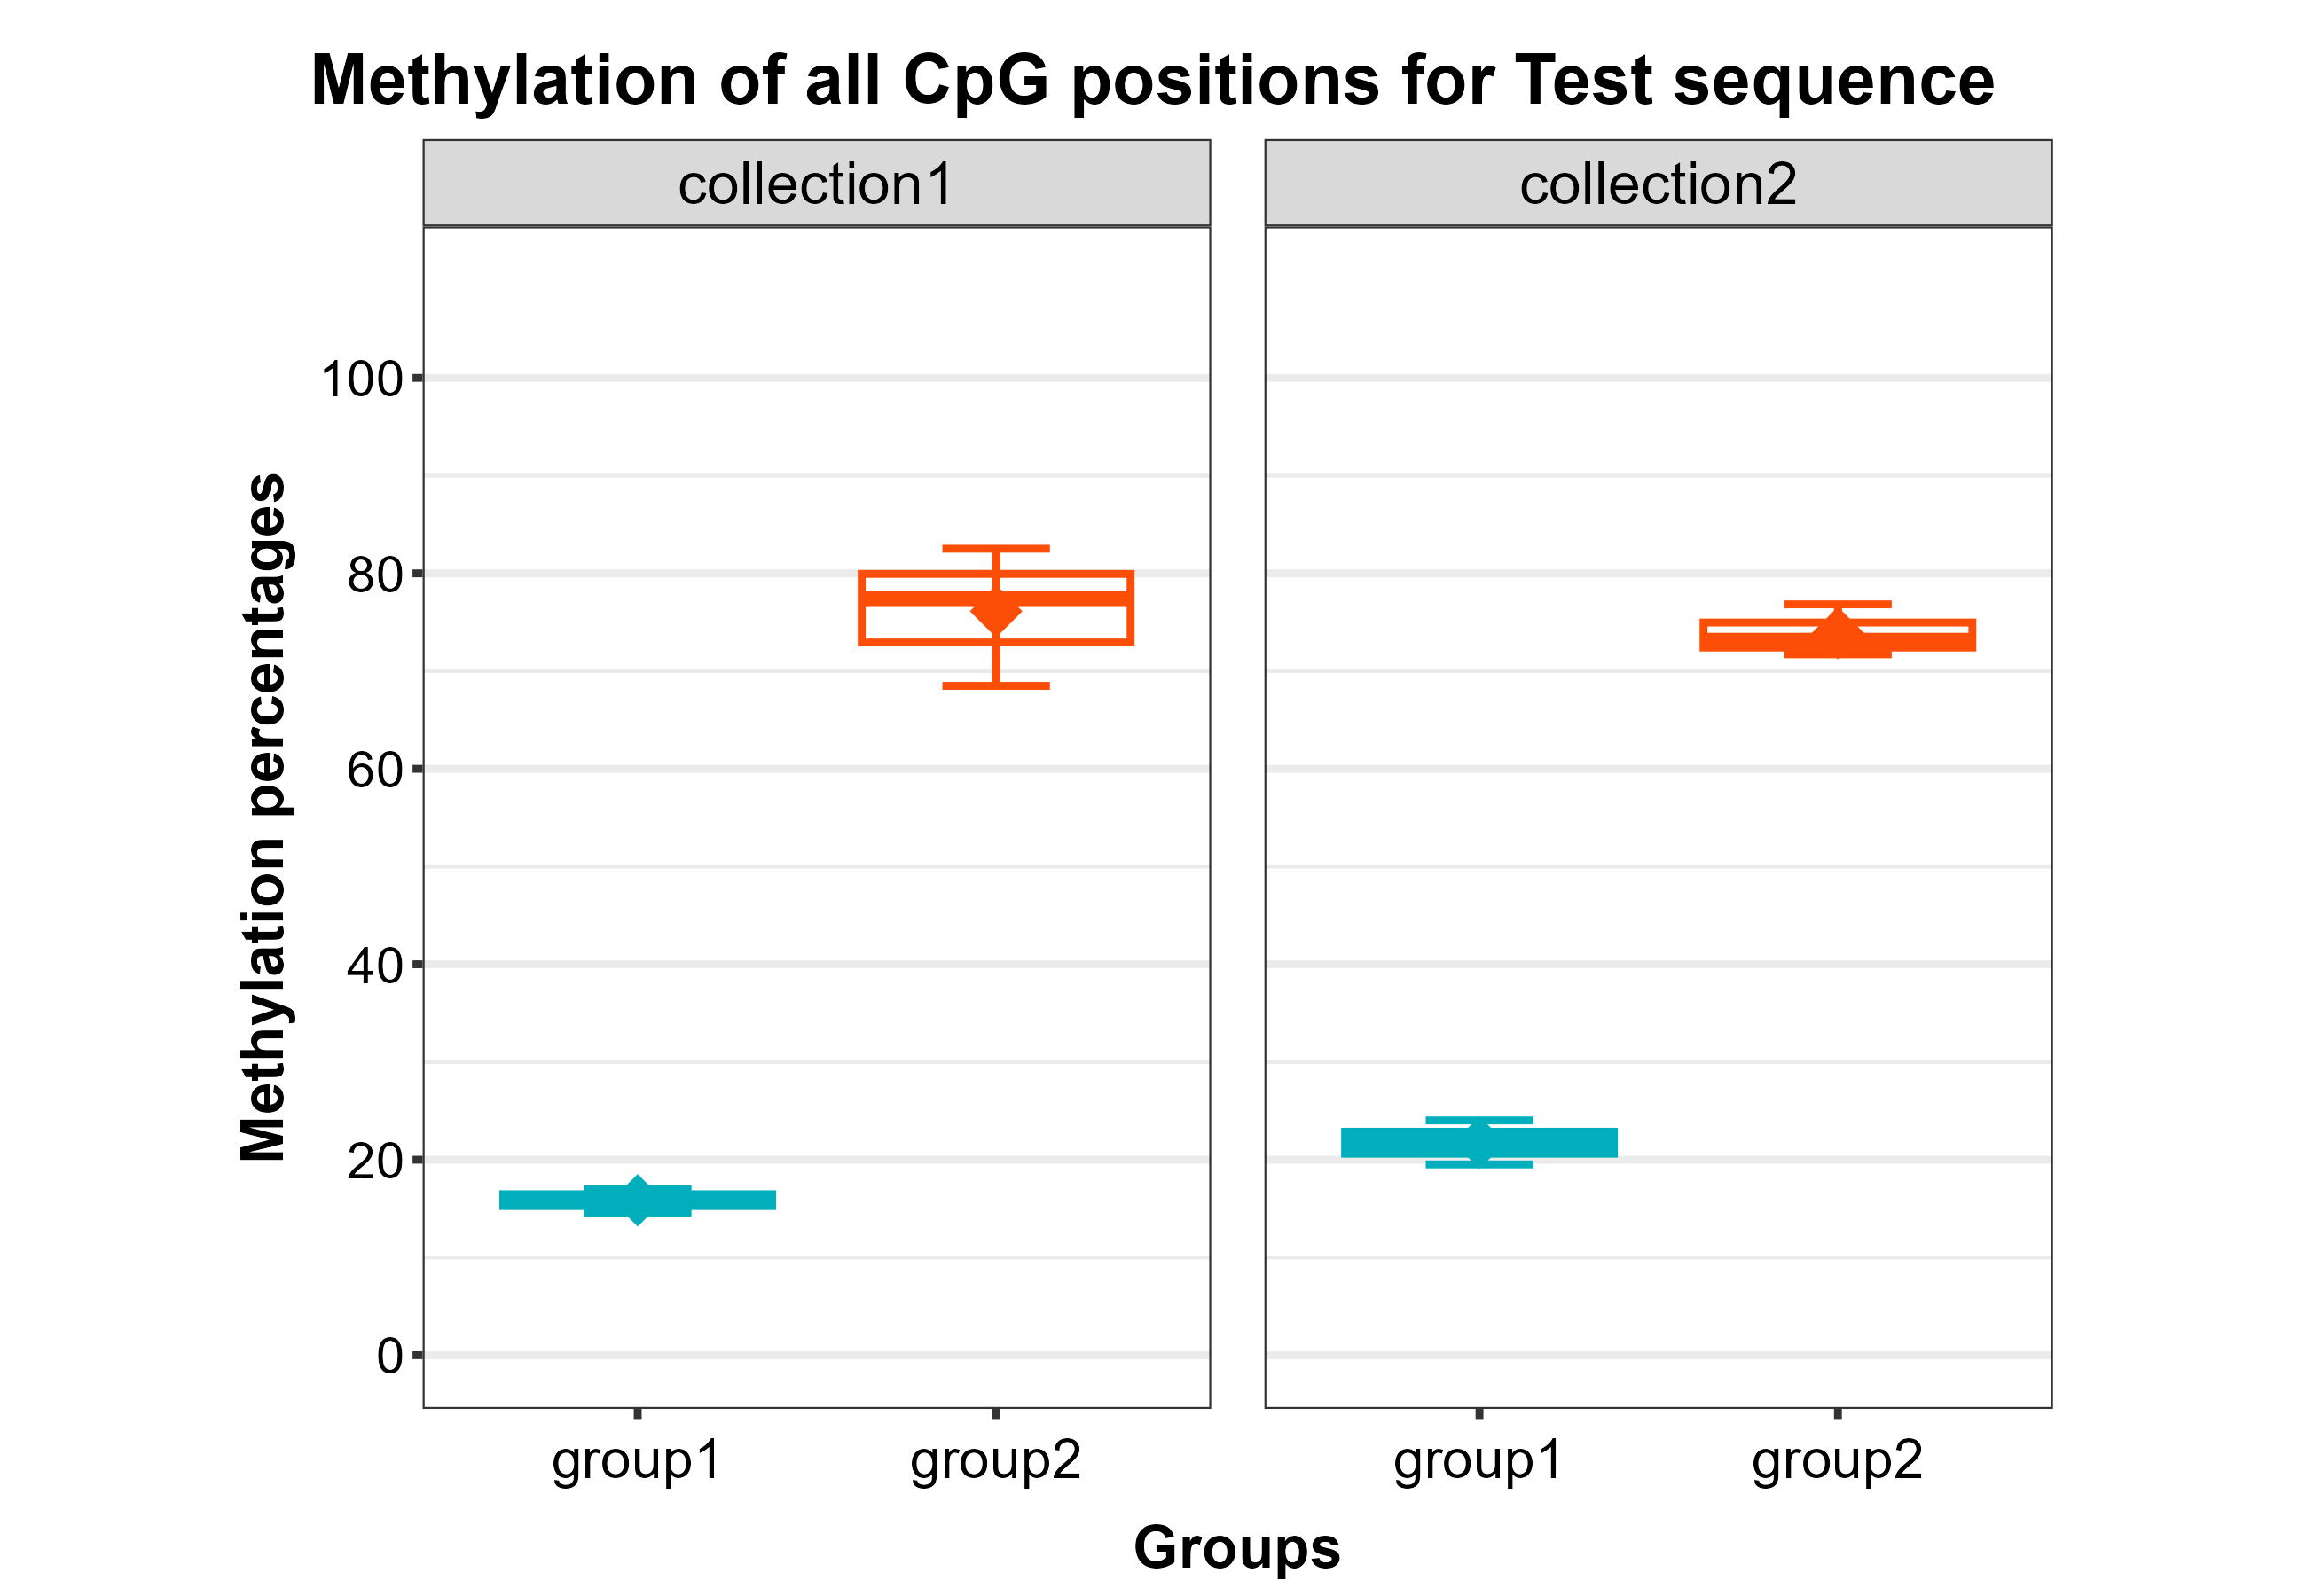 Methylation of all CpG positions for Test sequence
collection1
collection2
Methylation percentages
100
80
60
40
20
0
group1
group2
group1
group2
Groups